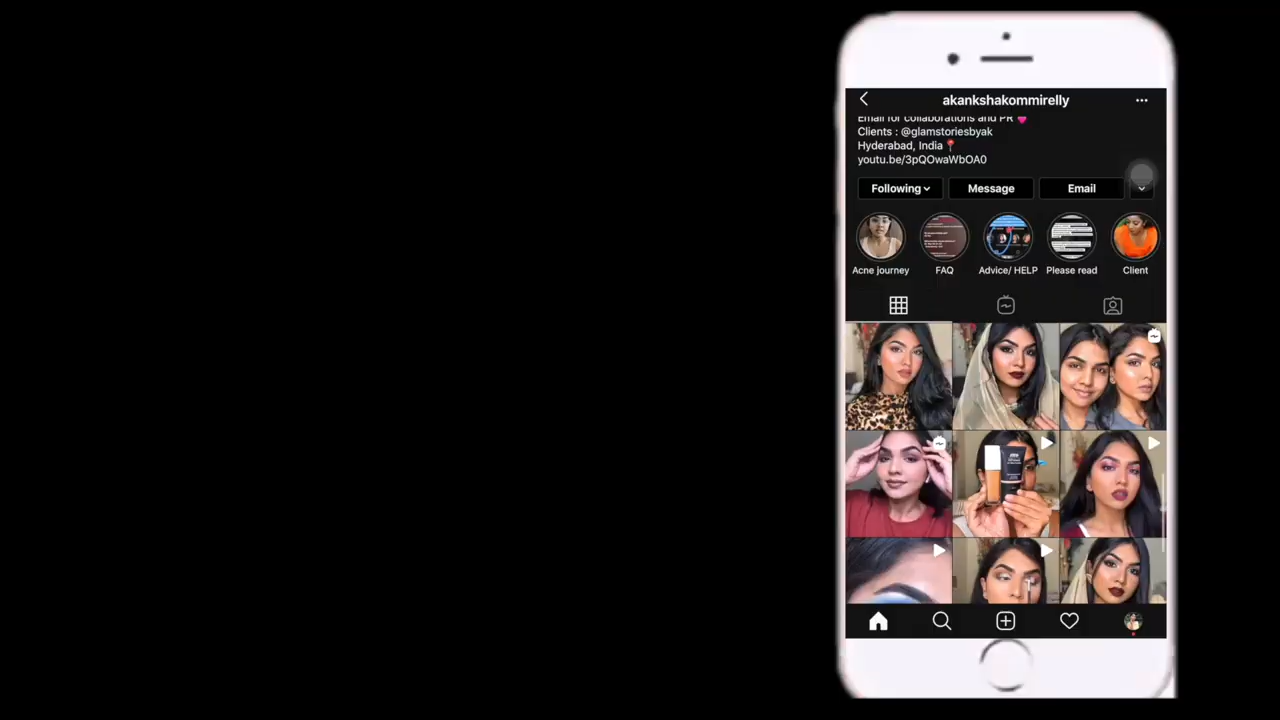 akankshakommirelly
Email for collaborations and PR
Clients : @glamstoriesbyak
Hyderabad, India
youtu.be/3pQOwaWbOA0
Following Message Email
Acne journey FAQ Advice/ HELP Please read Client